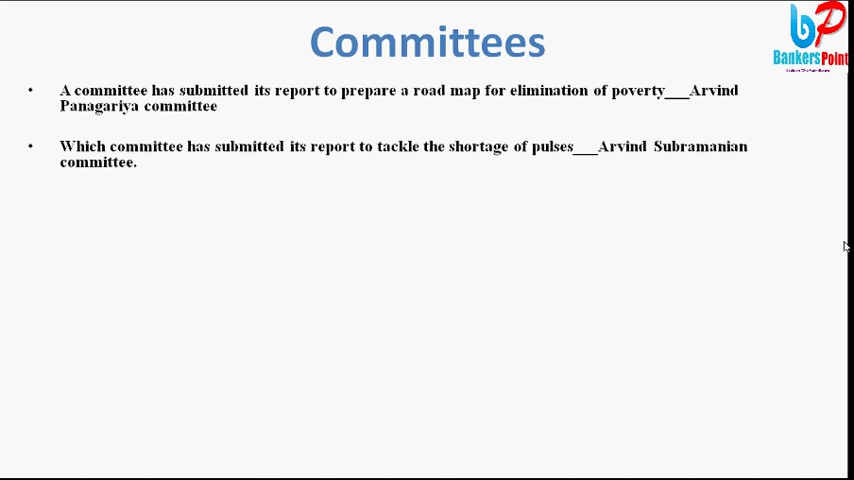 Committees
bP
BankersPoint
• A committee has submitted its report to prepare a road map for elimination of poverty___Arvind
Panagariya committee
• Which committee has submitted its report to tackle the shortage of pulses___Arvind Subramanian
committee.